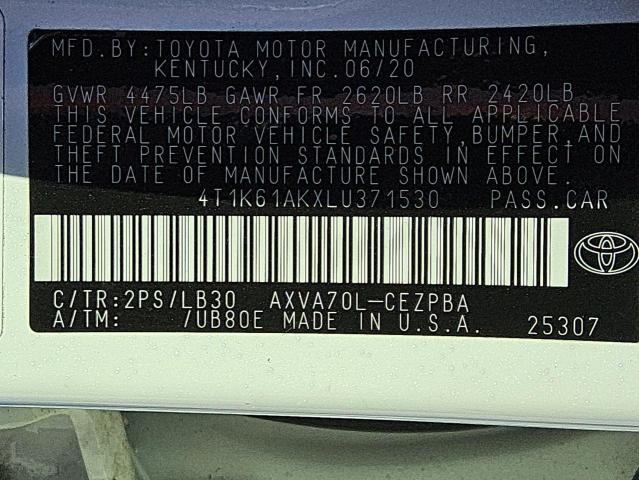 MFD.BY: TOYOTA MOTOR MANUFACTURING,
KENTUCKY, INC. 06/20
GVWR 4475LB GAWR FR 2620LB RR 2420LB
THIS VEHICLE CONFORMS TO ALL APPLICABLE
FEDERAL MOTOR VEHICLE SAFETY, BUMPER, AND
THEFT PREVENTION STANDARDS IN EFFECT ON
THE DATE OF MANUFACTURE SHOWN ABOVE.
4T1K61AKXLU371530 PASS.CAR
C/TR:2PS/LB30 AXVA70L-CEZPBA
A/TM: /UB80E MADE IN U.S.A. 25307